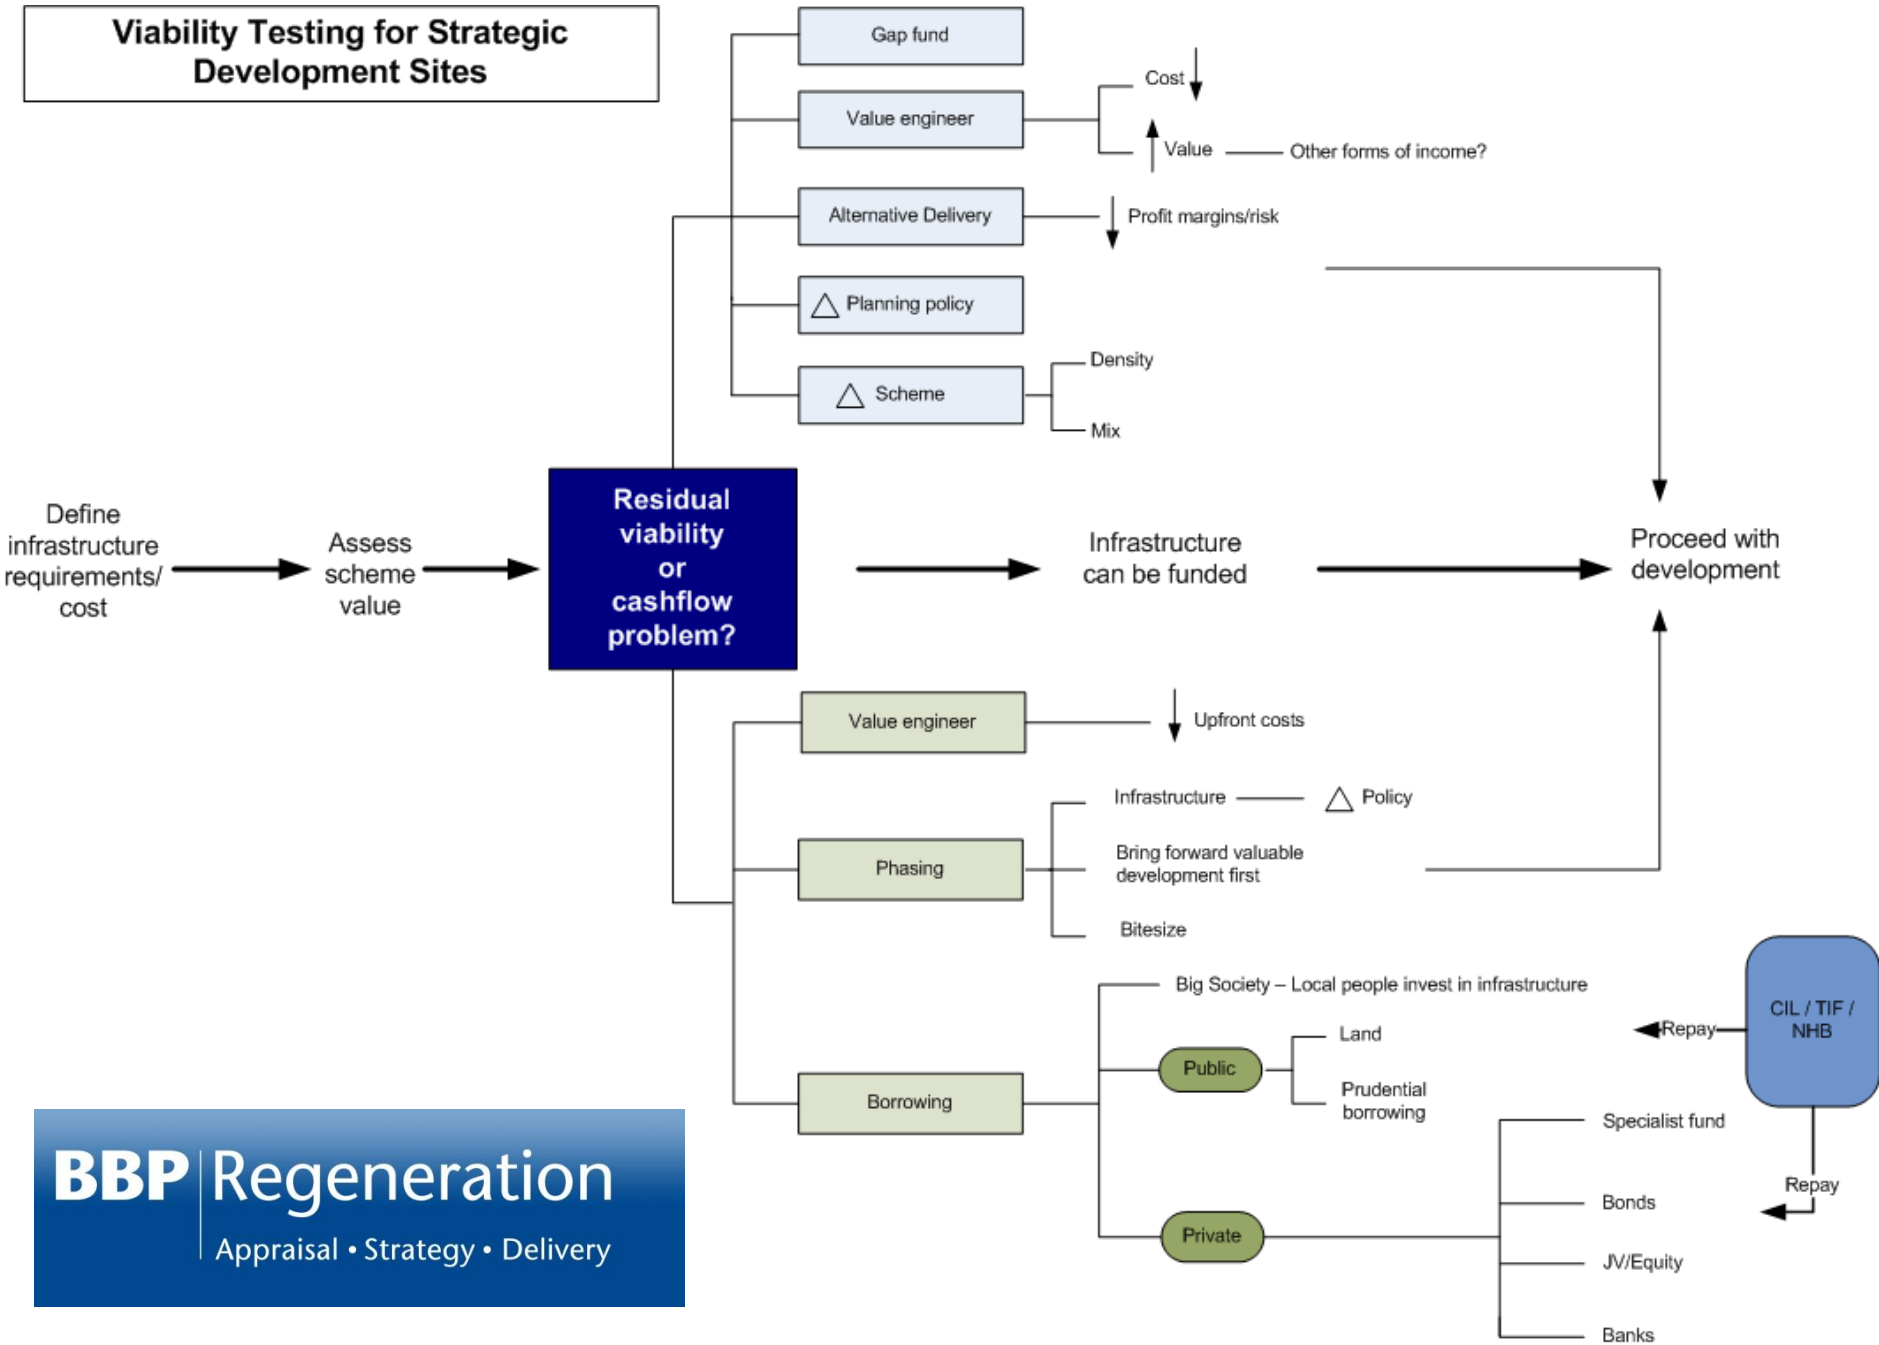 Viability Testing for Strategic
Development Sites
Gap fund
Value engineer
Cost
Value
Other forms of income?
Alternative Delivery
Profit margins/risk
Planning policy
Scheme
Density
Mix
Define
infrastructure
requirements/
cost
Assess
scheme
value
Residual
viability
or
cashflow
problem?
Infrastructure
can be funded
Proceed with
development
Value engineer
Upfront costs
Phasing
Infrastructure
Policy
Bring forward valuable
development first
Bitesize
Borrowing
Big Society – Local people invest in infrastructure
Public
Land
Prudential
borrowing
Private
Specialist fund
Bonds
JV/Equity
Banks
CIL / TIF /
NHB
Repay
Repay
BBP Regeneration
Appraisal • Strategy • Delivery